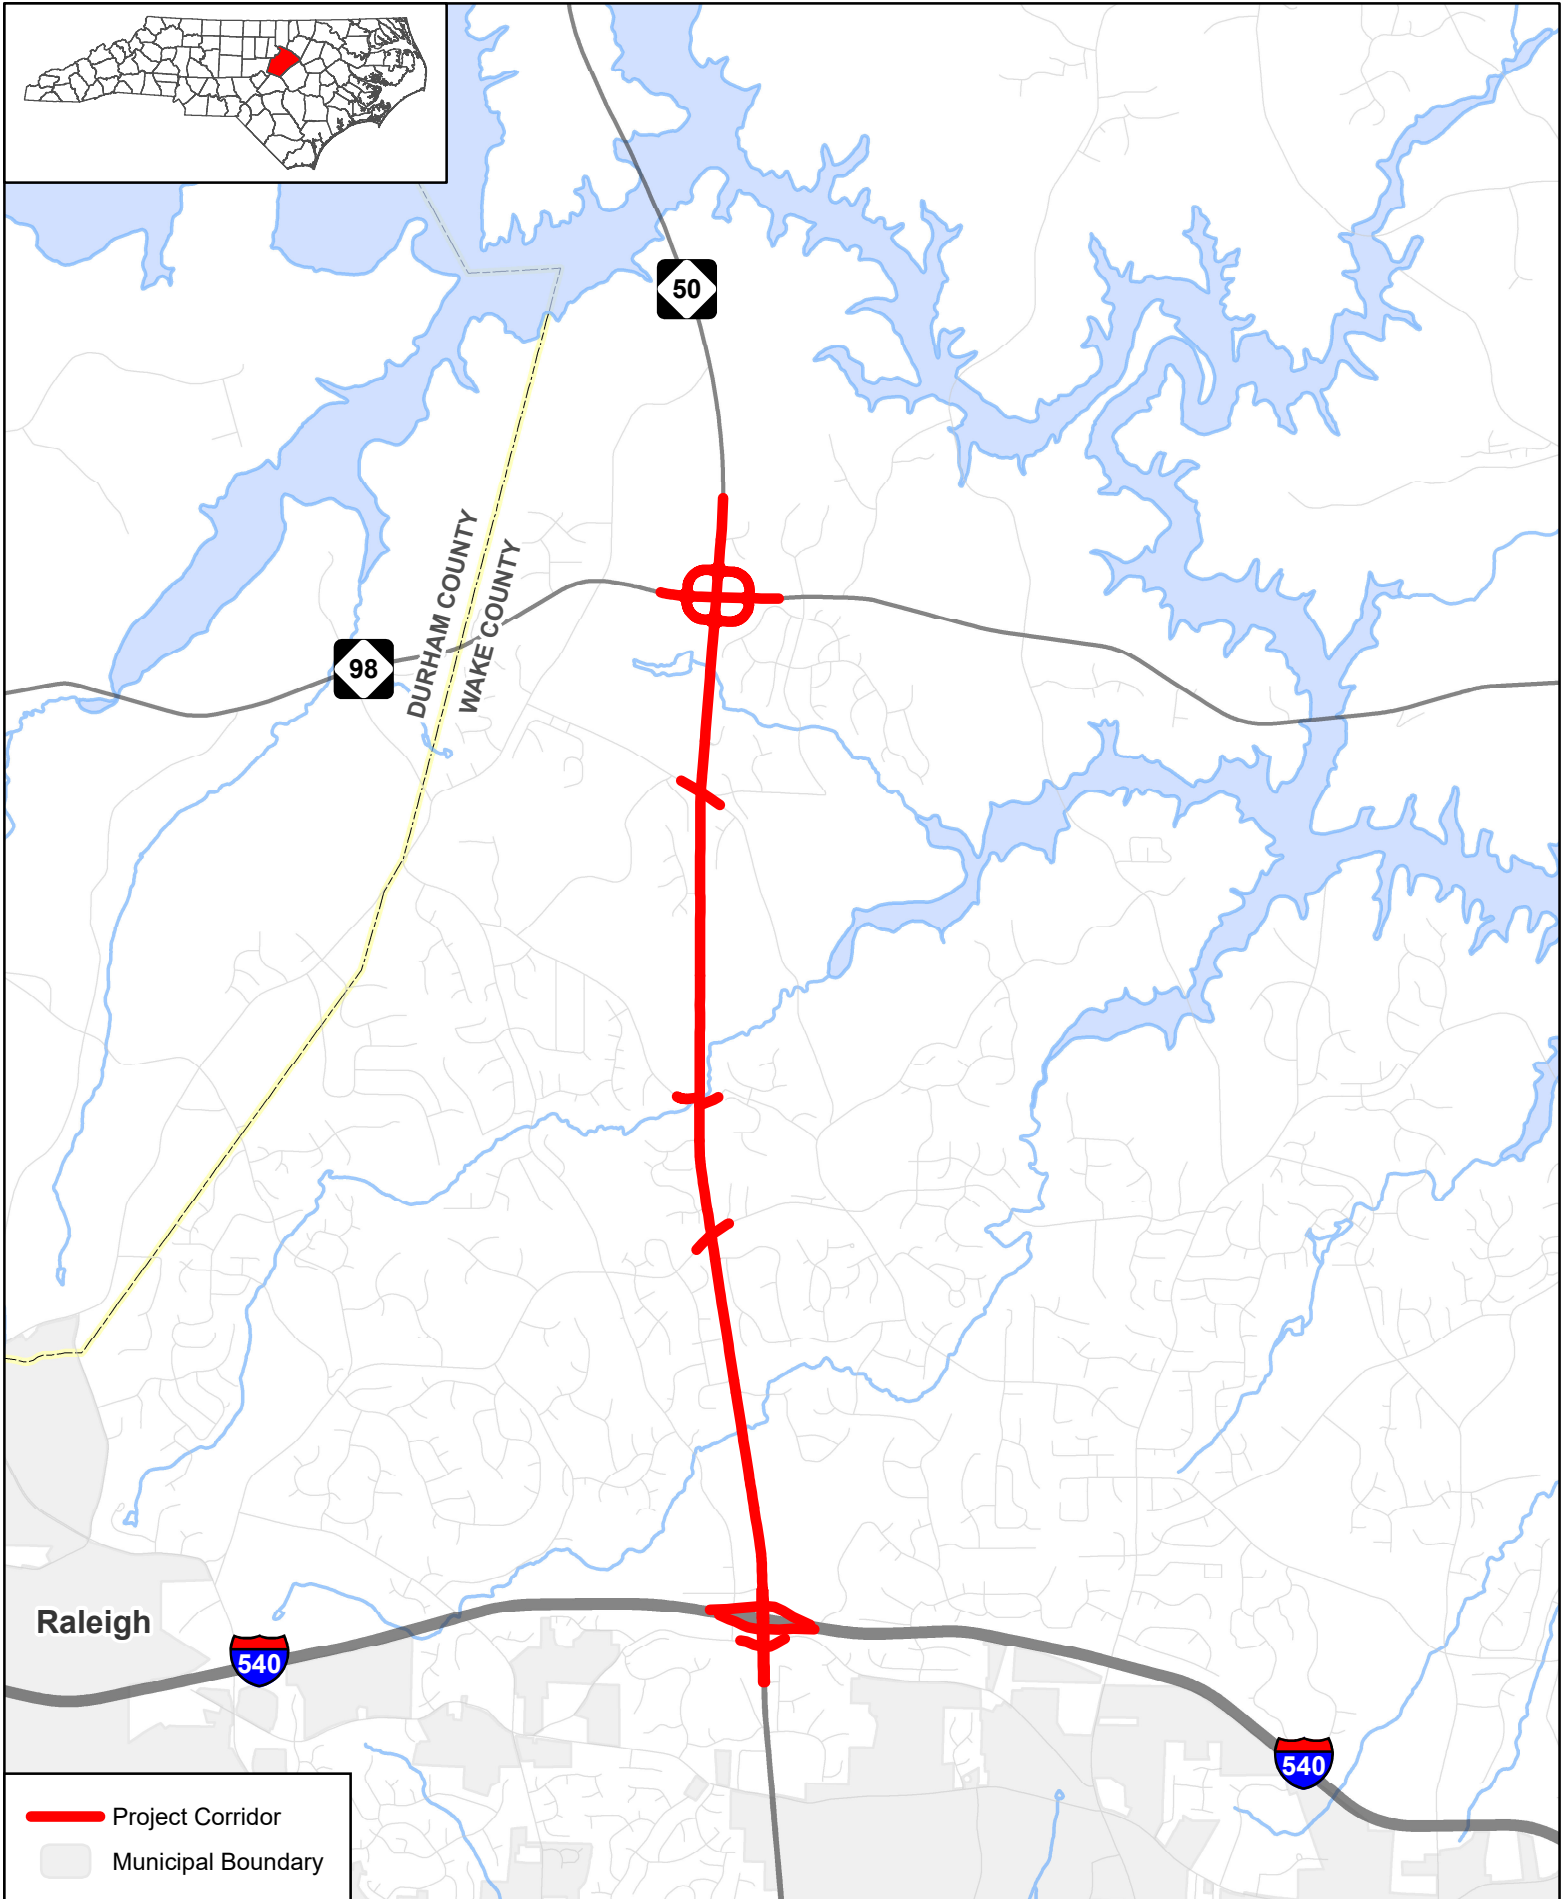 50
DURHAM COUNTY
WAKE COUNTY
98
Raleigh
540
540
Project Corridor
Municipal Boundary